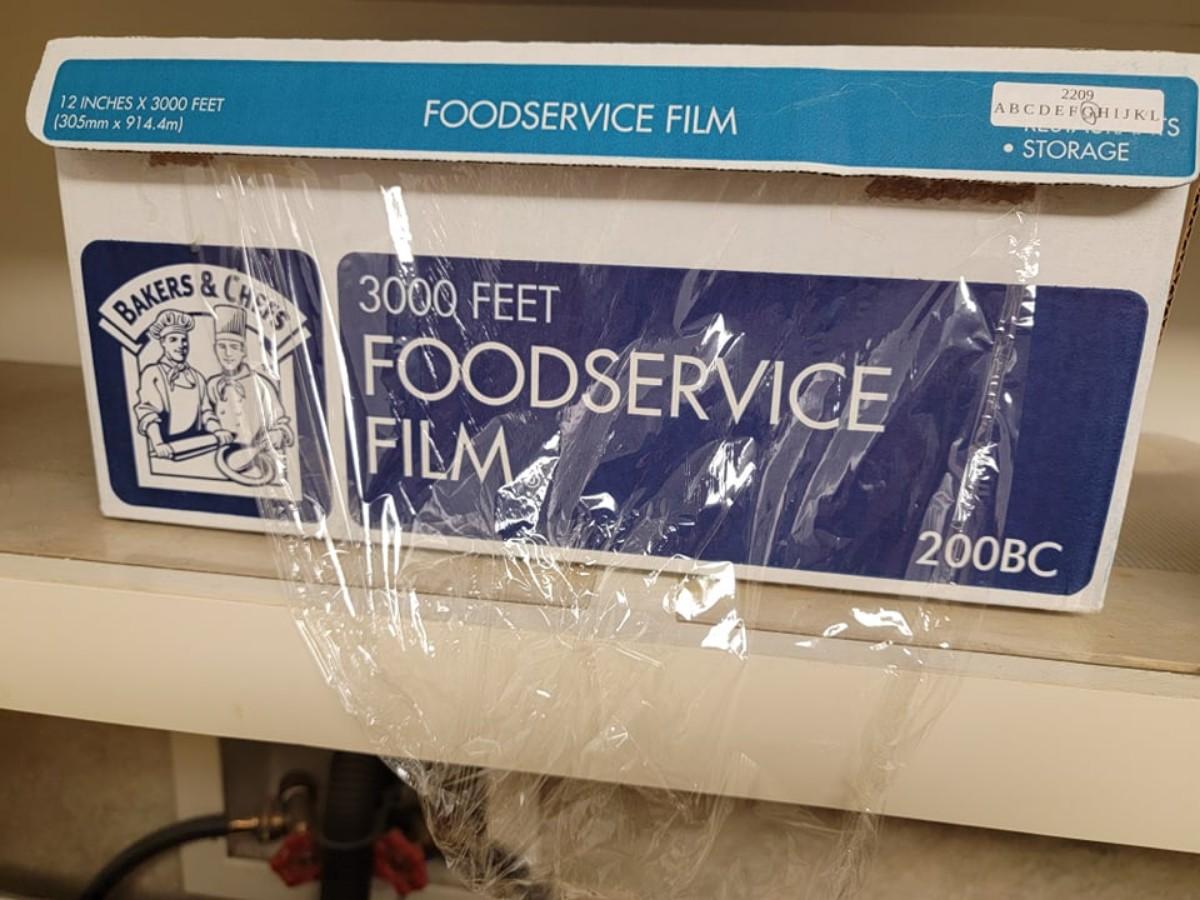 12 INCHES X 3000 FEET
(305mm x 914.4m)
FOODSERVICE FILM
2209
ABCDEFGHIJKL
• STORAGE
BAKERS & CHEFS
3000 FEET
FOODSERVICE
FILM
200BC